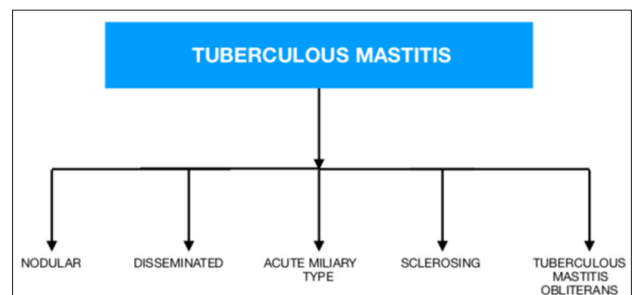 TUBERCULOUS MASTITIS
NODULAR
DISSEMINATED
ACUTE MILIARY
TYPE
SCLEROSING
TUBERCULOUS
MASTITIS
OBLITERANS